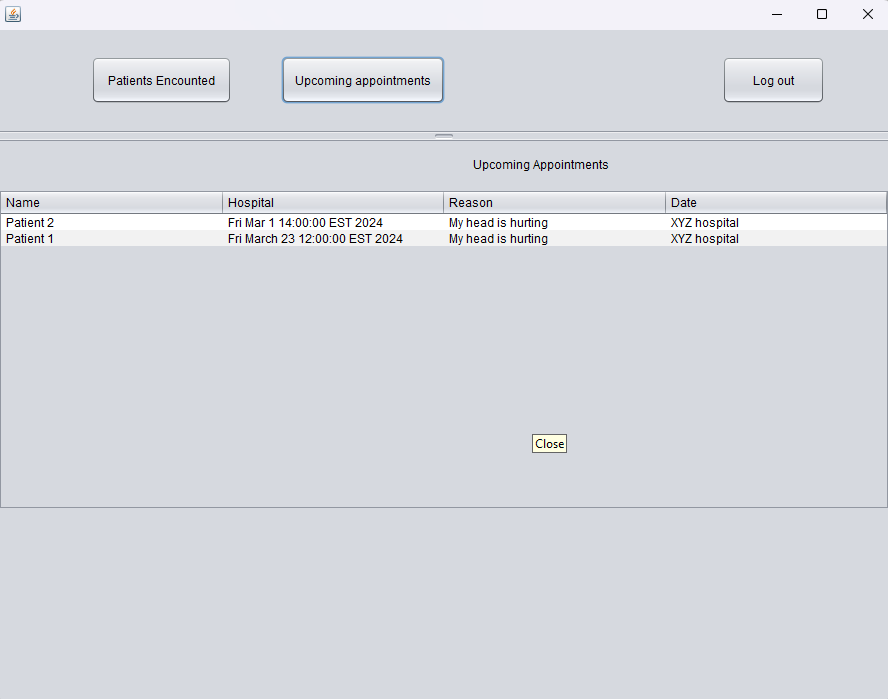 Patients Encounted
Upcoming appointments
Log out
Upcoming Appointments
Name Hospital Reason Date
Patient 2 Fri Mar 1 14:00:00 EST 2024 My head is hurting XYZ hospital
Patient 1 Fri March 23 12:00:00 EST 2024 My head is hurting XYZ hospital
Close